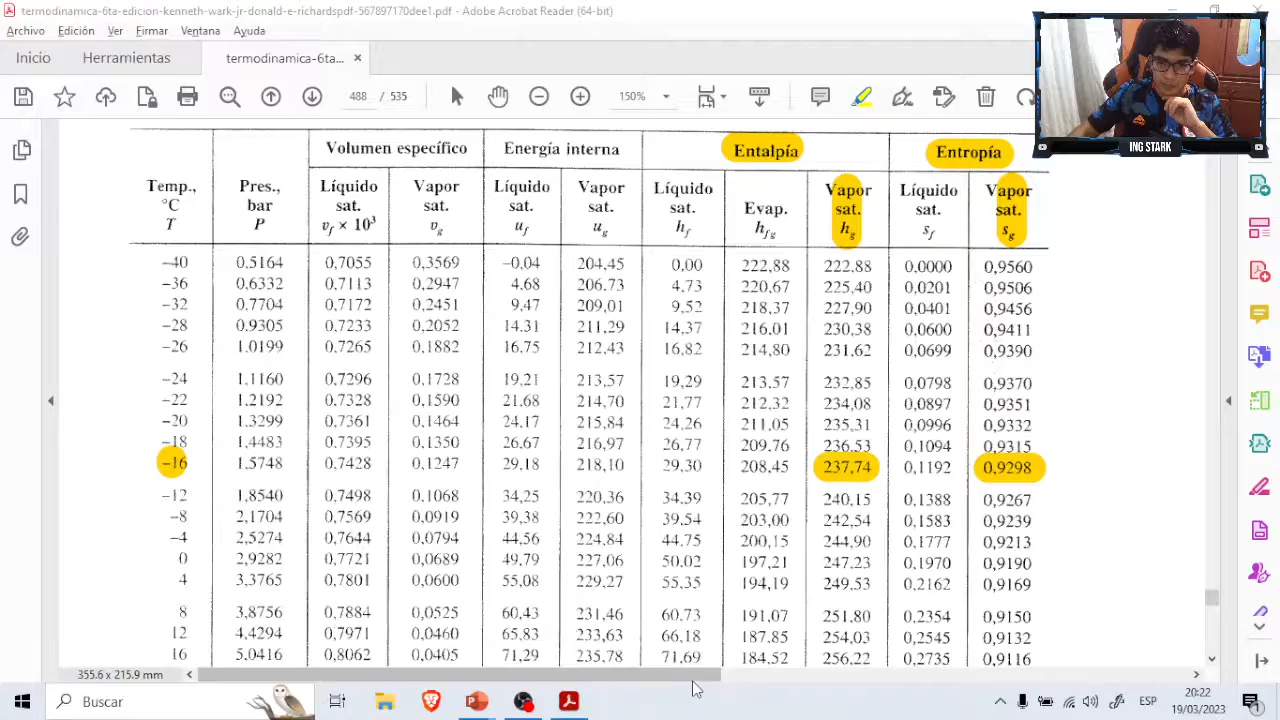 termodinamica-6ta-edicion-kenneth-wark-jr-donald-e-richardspdf-567897170dee1.pdf - Adobe Acrobat Reader (64-bit)
Archivo Edición Ver Firmar Ventana Ayuda
Inicio Herramientas termodinamica-6ta-... ×
488 / 535 150%
ING STARK
Volumen específico Energía interna Entalpía Entropía
Temp., Pres., Líquido Vapor Líquido Vapor Líquido Vapor Líquido Vapor
°C bar sat. sat. sat. sat. sat. Evap. sat. sat. sat.
T P vf × 10³ vg uf ug hf hfg hg sf sg
−40 0.5164 0.7055 0,3569 −0,04 204,45 0,00 222,88 222,88 0,0000 0,9560
−36 0.6332 0.7113 0,2947 4,68 206,73 4,73 220,67 225,40 0,0201 0,9506
−32 0.7704 0.7172 0,2451 9,47 209,01 9,52 218,37 227,90 0,0401 0,9456
−28 0.9305 0.7233 0,2052 14.31 211,29 14,37 216,01 230,38 0,0600 0,9411
−26 1.0199 0.7265 0,1882 16,75 212,43 16,82 214,80 231,62 0,0699 0,9390
−24 1,1160 0.7296 0,1728 19,21 213,57 19,29 213,57 232,85 0,0798 0,9370
−22 1,2192 0.7328 0,1590 21,68 214,70 21,77 212,32 234,08 0,0897 0,9351
−20 1.3299 0.7361 0,1464 24.17 215,84 24,26 211,05 235,31 0,0996 0,9332
−18 1.4483 0.7395 0,1350 26,67 216,97 26,77 209,76 236,53 0,1094 0,9315
−16 1.5748 0.7428 0,1247 29,18 218,10 29,30 208,45 237,74 0,1192 0,9298
−12 1,8540 0.7498 0,1068 34,25 220,36 34,39 205,77 240,15 0,1388 0,9267
−8 2,1704 0.7569 0,0919 39,38 222,60 39.54 203,00 242,54 0,1583 0,9239
−4 2,5274 0.7644 0,0794 44,56 224,84 44,75 200,15 244,90 0,1777 0,9213
0 2,9282 0.7721 0,0689 49,79 227,06 50.02 197,21 247,23 0,1970 0,9190
4 3.3765 0.7801 0,0600 55,08 229,27 55,35 194,19 249,53 0,2162 0,9169
8 3,8756 0.7884 0,0525 60,43 231,46 60,73 191,07 251,80 0,2354 0,9150
12 4,4294 0.7971 0,0460 65,83 233,63 66,18 187,85 254,03 0,2545 0,9132
16 5.0416 0.8062 0,0405 71,29 235,78 71,69 184,52 256,22 0,2735 0,9116
355.6 x 215.9 mm
Buscar ESP 20:22
19/03/2023
1